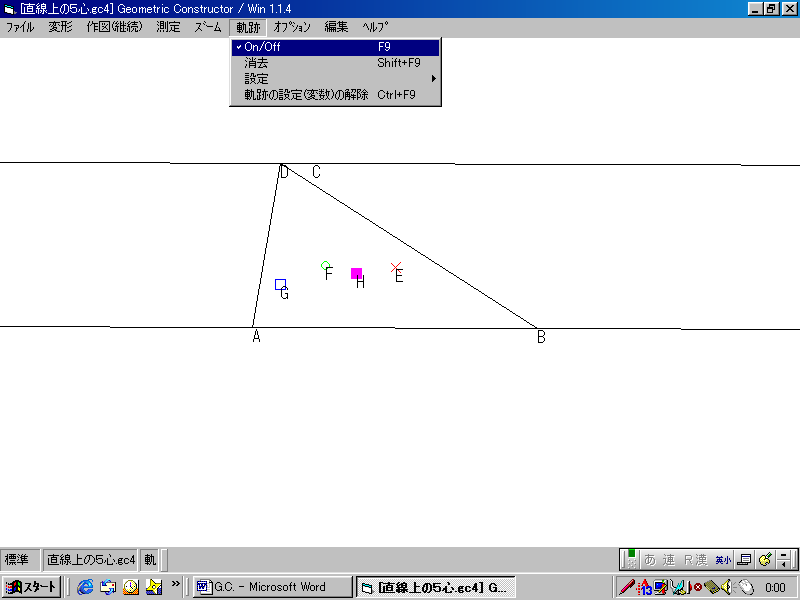 [直線上の5心.gc4] Geometric Constructor / Win 1.1.4
ファイル 変形 作図(継続) 測定 ズーム 軌跡 オプション 編集 ヘルプ
On/Off F9
消去 Shift+F9
設定
軌跡の設定(変数)の解除 Ctrl+F9
D C
F
H
E
G
A
B
標準 直線上の5心.gc4 軌
あ 連 R漢 英小
スタート G.C. - Microsoft Word [直線上の5心.gc4] G... 13 0:00